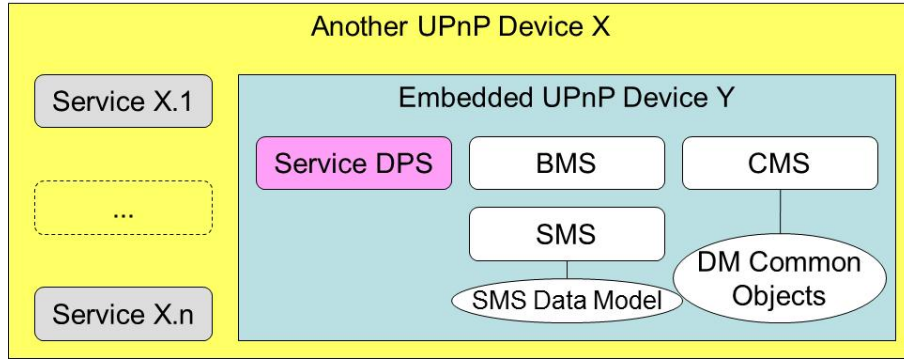 Another UPnP Device X
Service X.1
...
Service X.n
Embedded UPnP Device Y
Service DPS
BMS
CMS
SMS
SMS Data Model
DM Common
Objects